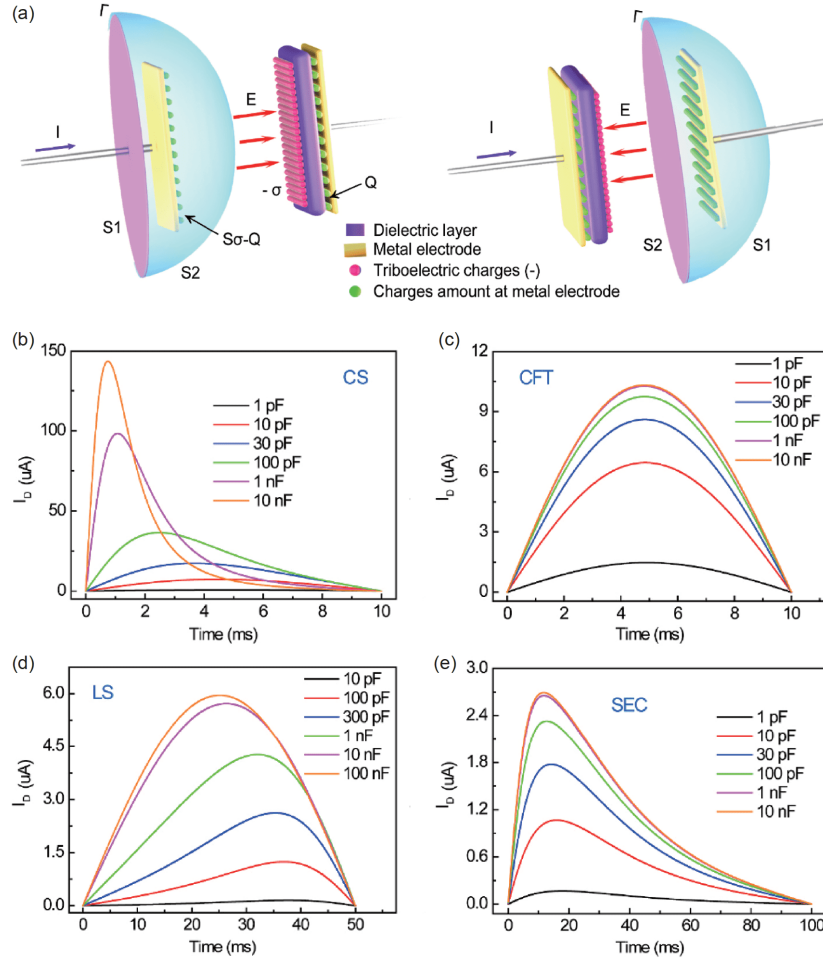 (a)
Γ
Γ
I
E
- σ
Q
S1
S2
Sσ-Q
I
E
S2
S1
Dielectric layer
Metal electrode
Triboelectric charges (-)
Charges amount at metal electrode
(b)
150
100
50
0
I_D (uA)
CS
1 pF
10 pF
30 pF
100 pF
1 nF
10 nF
0 2 4 6 8 10
Time (ms)
(c)
12
9
6
3
0
I_D (uA)
CFT
1 pF
10 pF
30 pF
100 pF
1 nF
10 nF
0 2 4 6 8 10
Time (ms)
(d)
6.0
4.5
3.0
1.5
0.0
I_D (uA)
LS
10 pF
100 pF
300 pF
1 nF
10 nF
100 nF
0 10 20 30 40 50
Time (ms)
(e)
3.0
2.4
1.8
1.2
0.6
0.0
I_D (uA)
SEC
1 pF
10 pF
30 pF
100 pF
1 nF
10 nF
0 20 40 60 80 100
Time (ms)